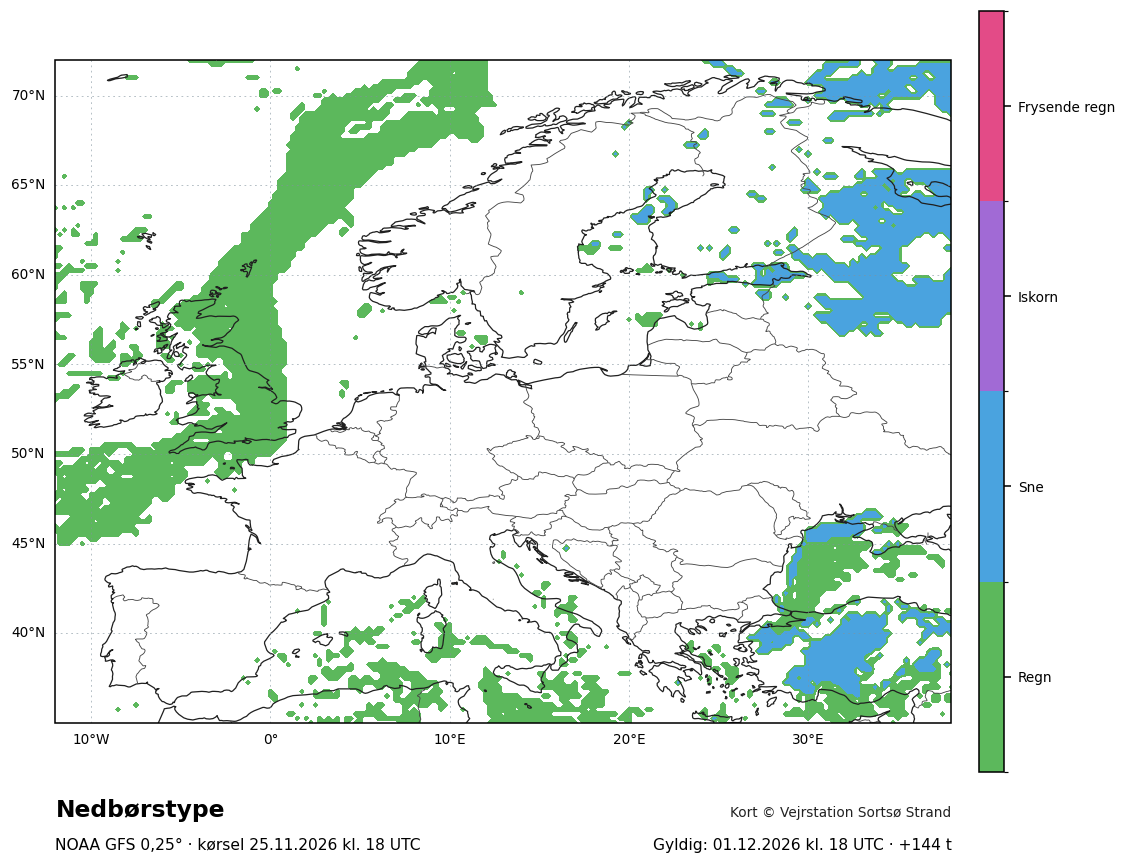 70°N
65°N
60°N
55°N
50°N
45°N
40°N
10°W
0°
10°E
20°E
30°E
Frysende regn
Iskorn
Sne
Regn
Nedbørstype
Kort © Vejrstation Sortsø Strand
NOAA GFS 0,25° · kørsel 25.11.2026 kl. 18 UTC
Gyldig: 01.12.2026 kl. 18 UTC · +144 t